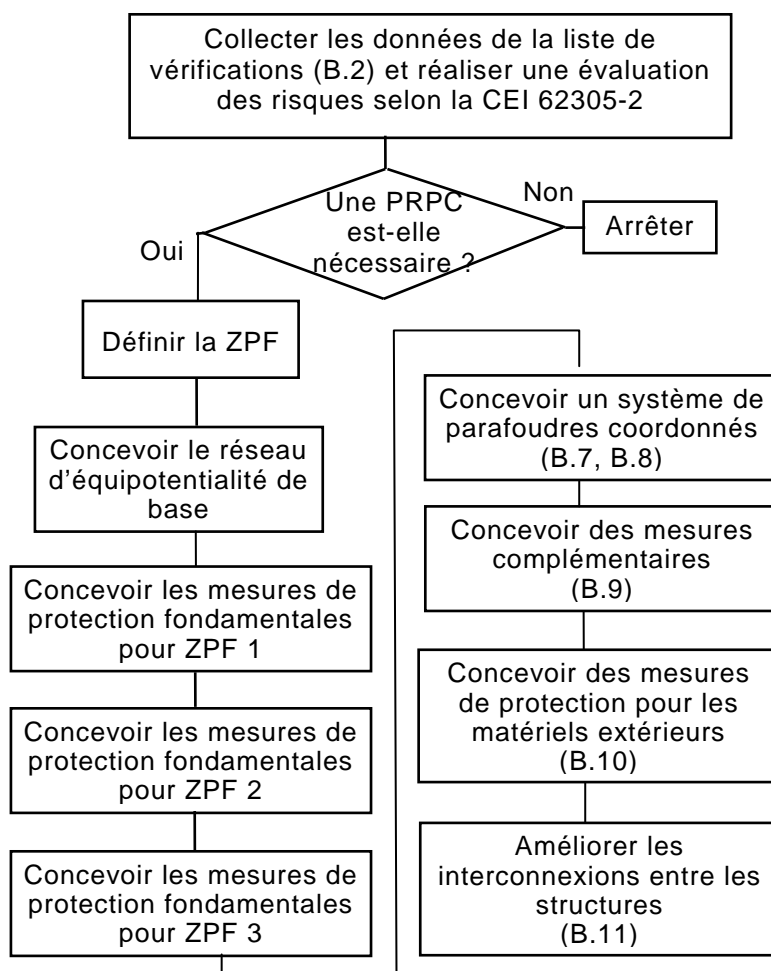 Collecter les données de la liste de
vérifications (B.2) et réaliser une évaluation
des risques selon la CEI 62305-2
Une PRPC
est-elle
nécessaire ?
Non
Arrêter
Oui
Définir la ZPF
Concevoir le réseau
d'équipotentialité de
base
Concevoir les mesures de
protection fondamentales
pour ZPF 1
Concevoir les mesures de
protection fondamentales
pour ZPF 2
Concevoir les mesures de
protection fondamentales
pour ZPF 3
Concevoir un système de
parafoudres coordonnés
(B.7, B.8)
Concevoir des mesures
complémentaires
(B.9)
Concevoir des mesures
de protection pour les
matériels extérieurs
(B.10)
Améliorer les
interconnexions entre les
structures
(B.11)